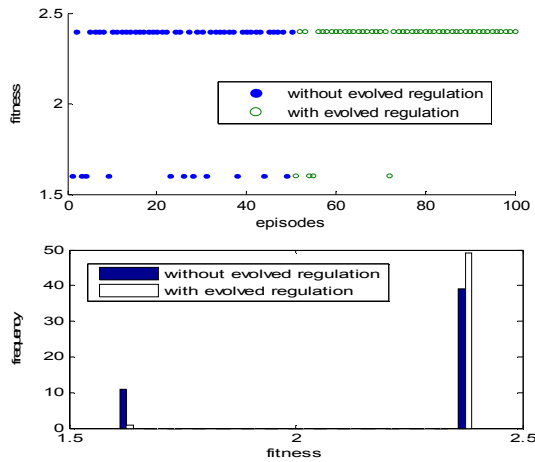 2.5
2
1.5
fitness
without evolved regulation
with evolved regulation
0 20 40 60 80 100
episodes
50
40
30
20
10
0
frequency
without evolved regulation
with evolved regulation
1.5 2 2.5
fitness